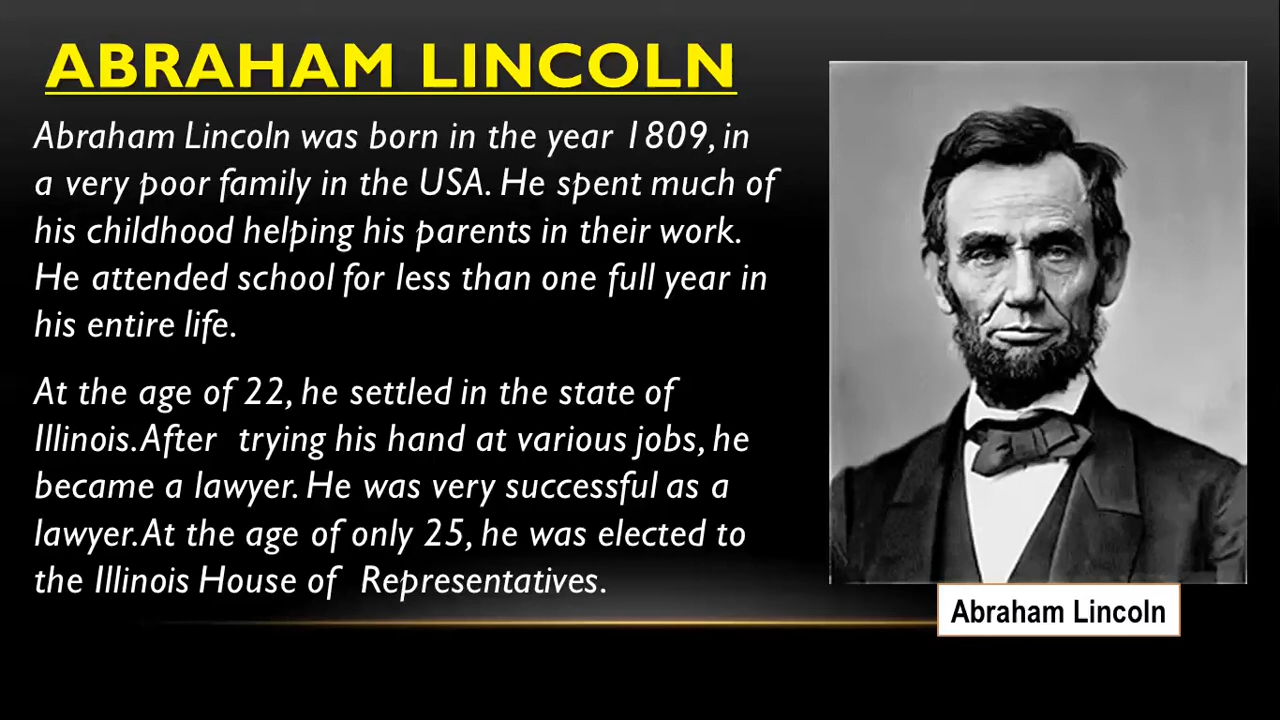 ABRAHAM LINCOLN
Abraham Lincoln was born in the year 1809, in
a very poor family in the USA. He spent much of
his childhood helping his parents in their work.
He attended school for less than one full year in
his entire life.
At the age of 22, he settled in the state of
Illinois. After  trying his hand at various jobs, he
became a lawyer. He was very successful as a
lawyer. At the age of only 25, he was elected to
the Illinois House of  Representatives.
Abraham Lincoln